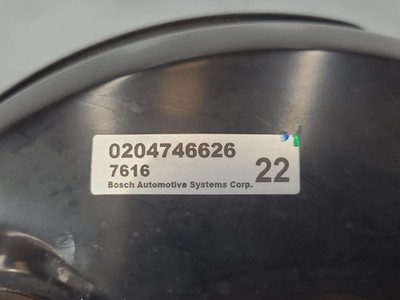 0204746626
7616
Bosch Automotive Systems Corp.
22